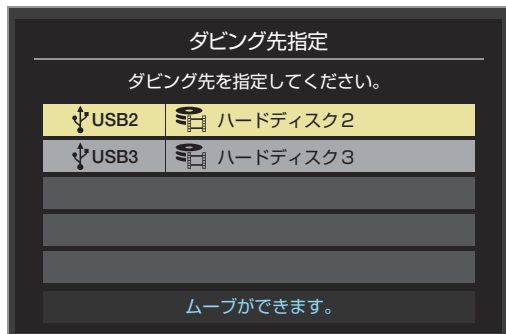 ダビング先指定
ダビング先を指定してください。
USB2 ハードディスク2
USB3 ハードディスク3
ムーブができます。